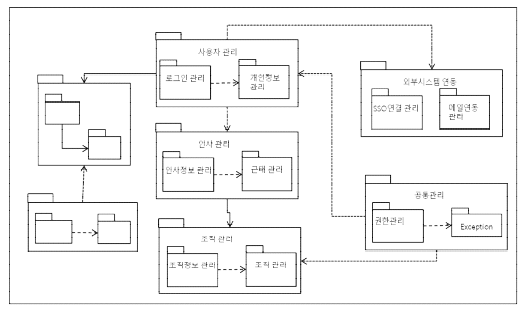 사용자 관리
로그인 관리
개인정보
관리
외부시스템 연동
SSO연결 관리
메일연동
관리
인사 관리
인사정보 관리
근태 관리
공통관리
권한관리
Exception
조직 관리
조직정보 관리
조직 관리